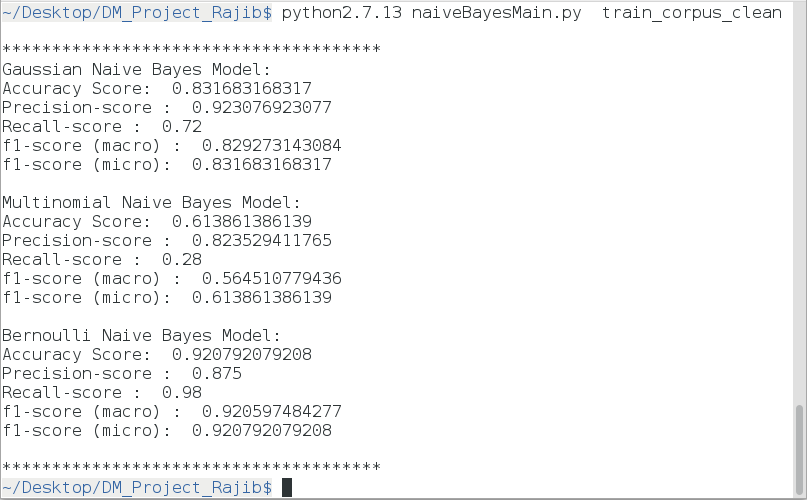 ~/Desktop/DM_Project_Rajib$ python2.7.13 naiveBayesMain.py  train_corpus_clean
**************************************
Gaussian Naive Bayes Model:
Accuracy Score:  0.831683168317
Precision-score :  0.923076923077
Recall-score :  0.72
f1-score (macro) :  0.829273143084
f1-score (micro):  0.831683168317
Multinomial Naive Bayes Model:
Accuracy Score:  0.613861386139
Precision-score :  0.823529411765
Recall-score :  0.28
f1-score (macro) :  0.564510779436
f1-score (micro):  0.613861386139
Bernoulli Naive Bayes Model:
Accuracy Score:  0.920792079208
Precision-score :  0.875
Recall-score :  0.98
f1-score (macro) :  0.920597484277
f1-score (micro):  0.920792079208
**************************************
~/Desktop/DM_Project_Rajib$